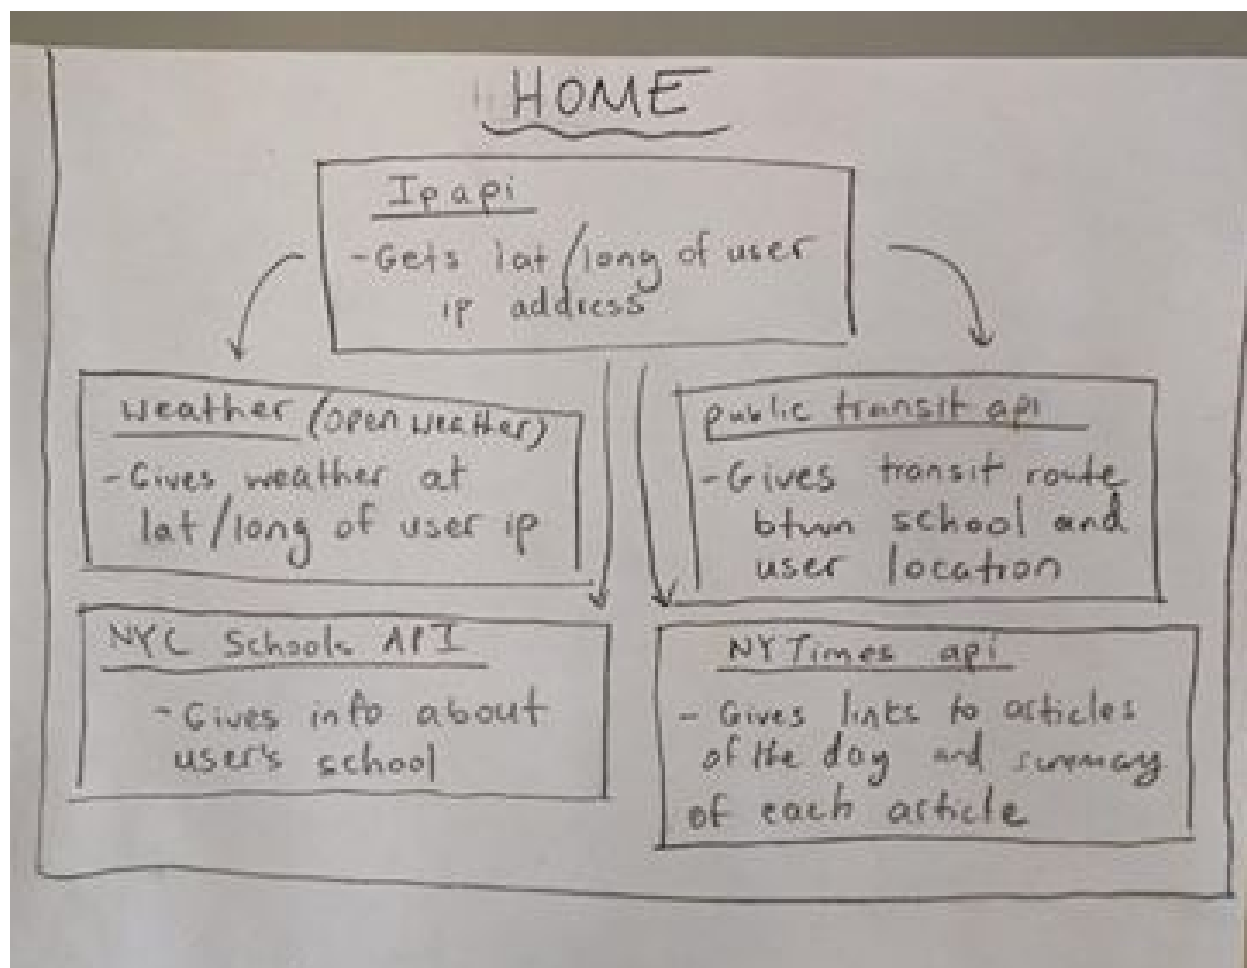 HOME
Ip api
-Gets lat/long of user
ip address
weather (open weather)
-Gives weather at
lat/long of user ip
public transit api
-Gives transit route
btwn school and
user location
NYC Schools API
-Gives info about
user's school
NYTimes api
- Gives links to articles
of the day and summary
of each article